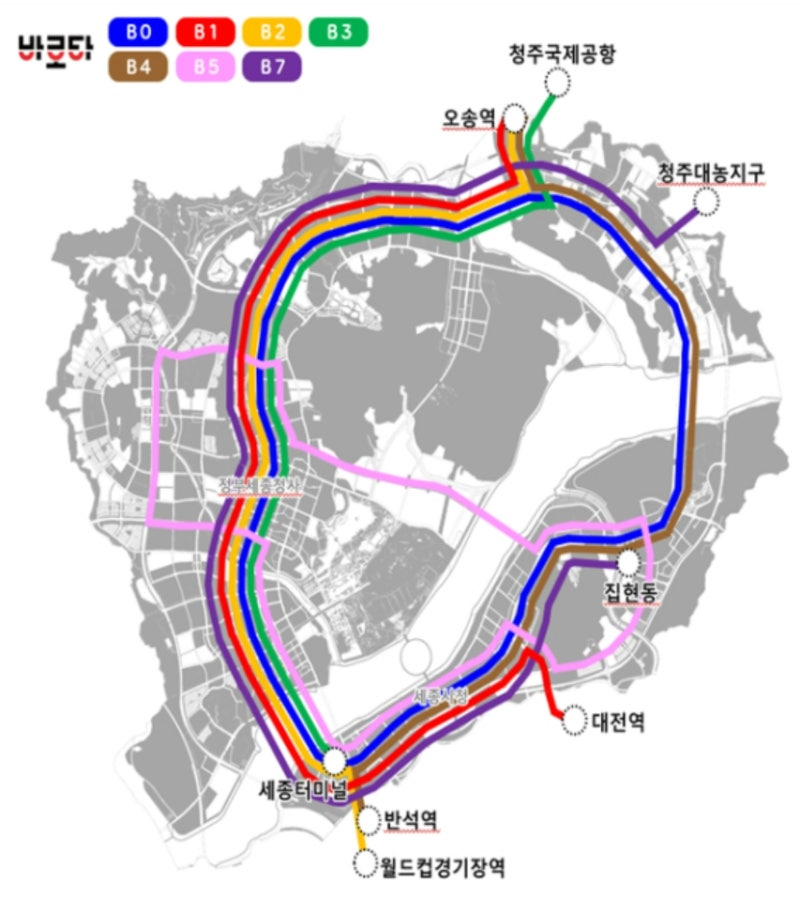 바로타
B0 B1 B2 B3
B4 B5 B7
청주국제공항
오송역
청주대농지구
정부세종청사
집현동
세종시청
대전역
세종터미널
반석역
월드컵경기장역